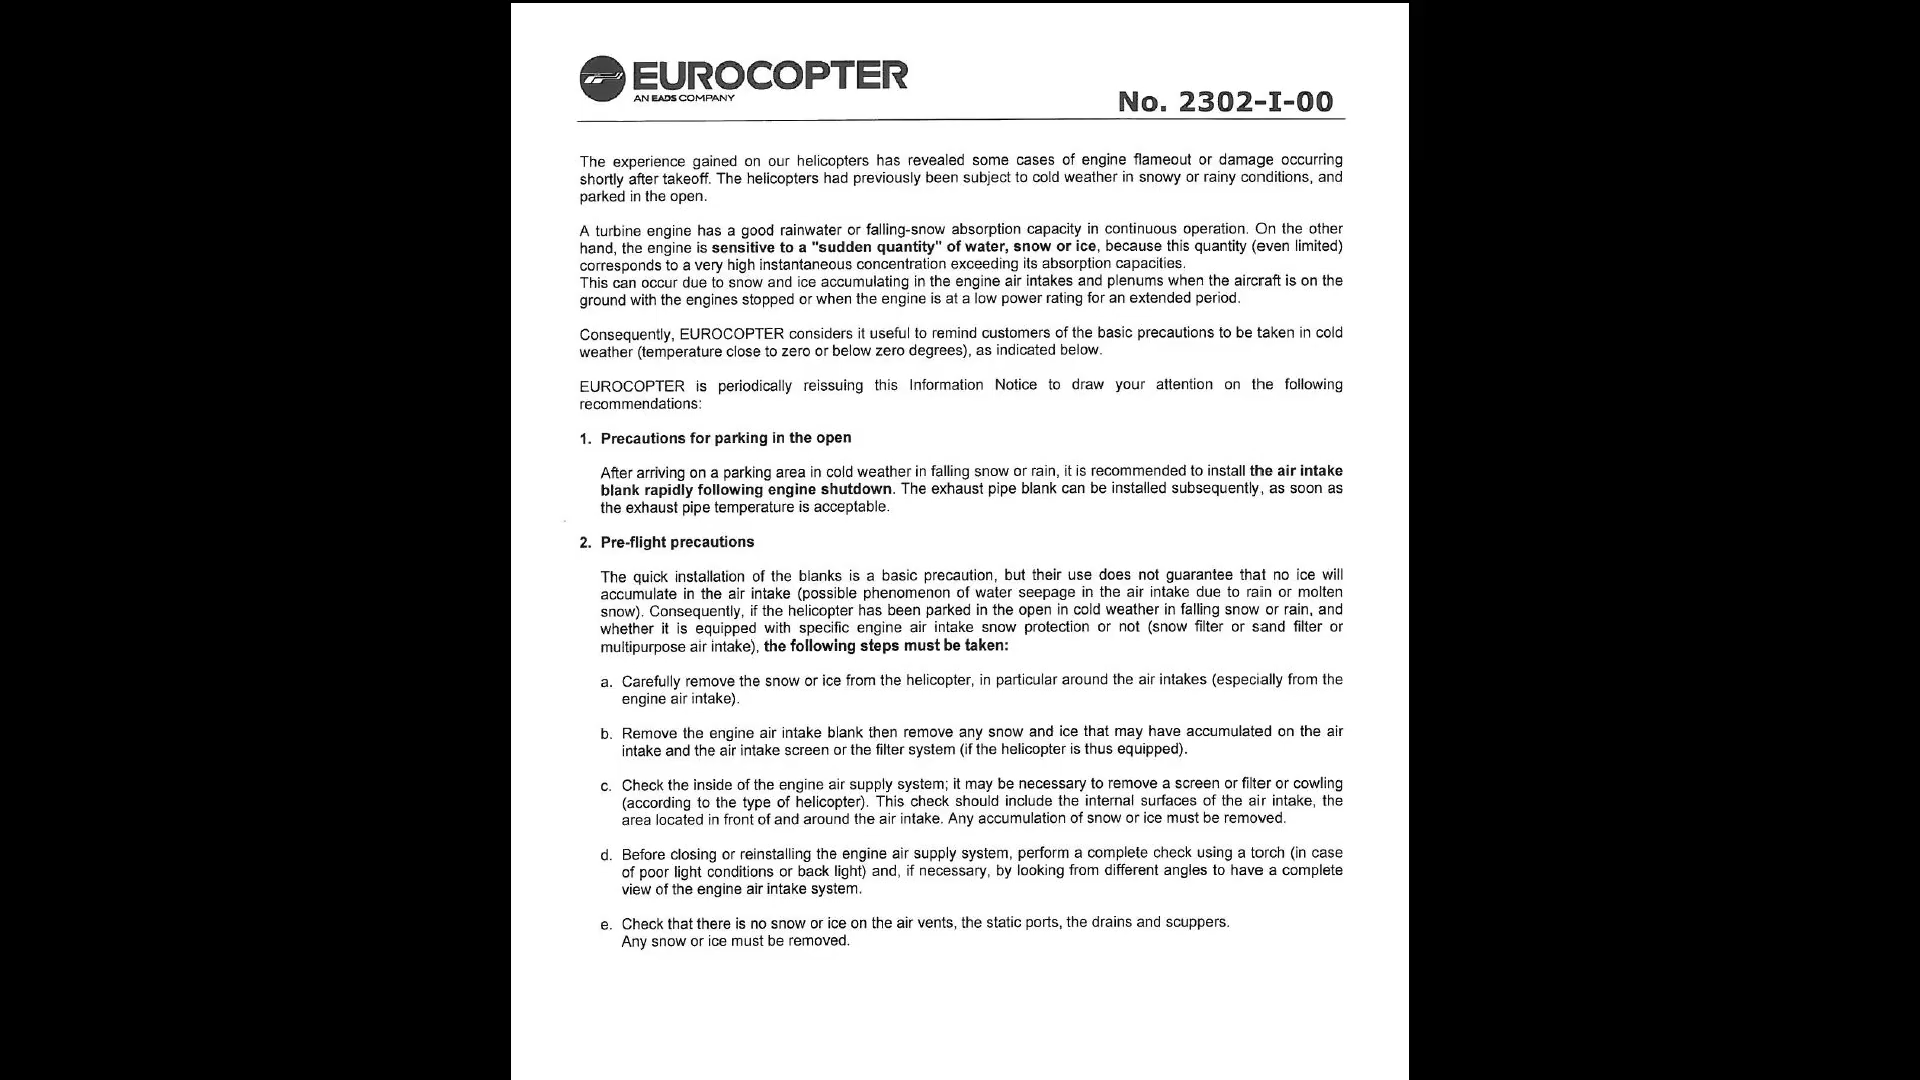 EUROCOPTER
AN EADS COMPANY
No. 2302-I-00
The experience gained on our helicopters has revealed some cases of engine flameout or damage occurring
shortly after takeoff. The helicopters had previously been subject to cold weather in snowy or rainy conditions, and
parked in the open.
A turbine engine has a good rainwater or falling-snow absorption capacity in continuous operation. On the other
hand, the engine is sensitive to a "sudden quantity" of water, snow or ice, because this quantity (even limited)
corresponds to a very high instantaneous concentration exceeding its absorption capacities.
This can occur due to snow and ice accumulating in the engine air intakes and plenums when the aircraft is on the
ground with the engines stopped or when the engine is at a low power rating for an extended period.
Consequently, EUROCOPTER considers it useful to remind customers of the basic precautions to be taken in cold
weather (temperature close to zero or below zero degrees), as indicated below.
EUROCOPTER is periodically reissuing this Information Notice to draw your attention on the following
recommendations:
1. Precautions for parking in the open
After arriving on a parking area in cold weather in falling snow or rain, it is recommended to install the air intake
blank rapidly following engine shutdown. The exhaust pipe blank can be installed subsequently, as soon as
the exhaust pipe temperature is acceptable.
2. Pre-flight precautions
The quick installation of the blanks is a basic precaution, but their use does not guarantee that no ice will
accumulate in the air intake (possible phenomenon of water seepage in the air intake due to rain or molten
snow). Consequently, if the helicopter has been parked in the open in cold weather in falling snow or rain, and
whether it is equipped with specific engine air intake snow protection or not (snow filter or sand filter or
multipurpose air intake), the following steps must be taken:
a. Carefully remove the snow or ice from the helicopter, in particular around the air intakes (especially from the
engine air intake).
b. Remove the engine air intake blank then remove any snow and ice that may have accumulated on the air
intake and the air intake screen or the filter system (if the helicopter is thus equipped).
c. Check the inside of the engine air supply system; it may be necessary to remove a screen or filter or cowling
(according to the type of helicopter). This check should include the internal surfaces of the air intake, the
area located in front of and around the air intake. Any accumulation of snow or ice must be removed.
d. Before closing or reinstalling the engine air supply system, perform a complete check using a torch (in case
of poor light conditions or back light) and, if necessary, by looking from different angles to have a complete
view of the engine air intake system.
e. Check that there is no snow or ice on the air vents, the static ports, the drains and scuppers.
Any snow or ice must be removed.